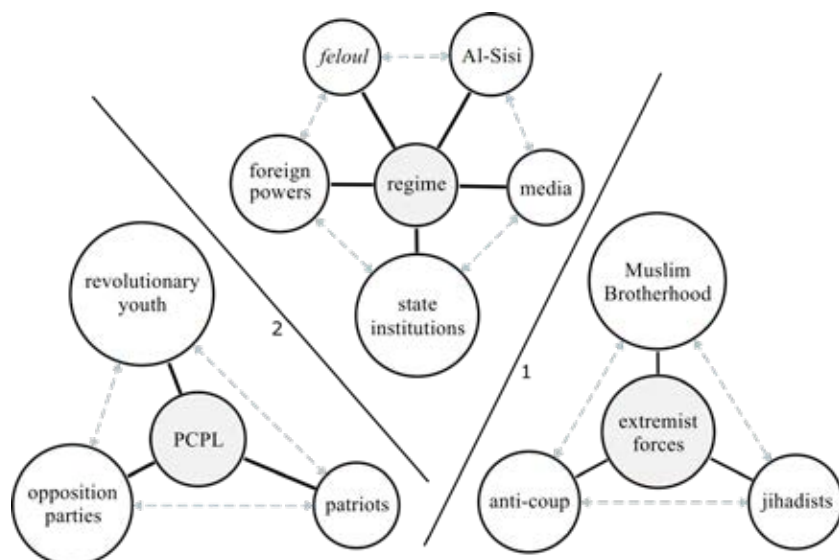 feloul
Al-Sisi
foreign
powers
regime
media
state
institutions
revolutionary
youth
2
PCPL
opposition
parties
patriots
1
Muslim
Brotherhood
extremist
forces
anti-coup
jihadists